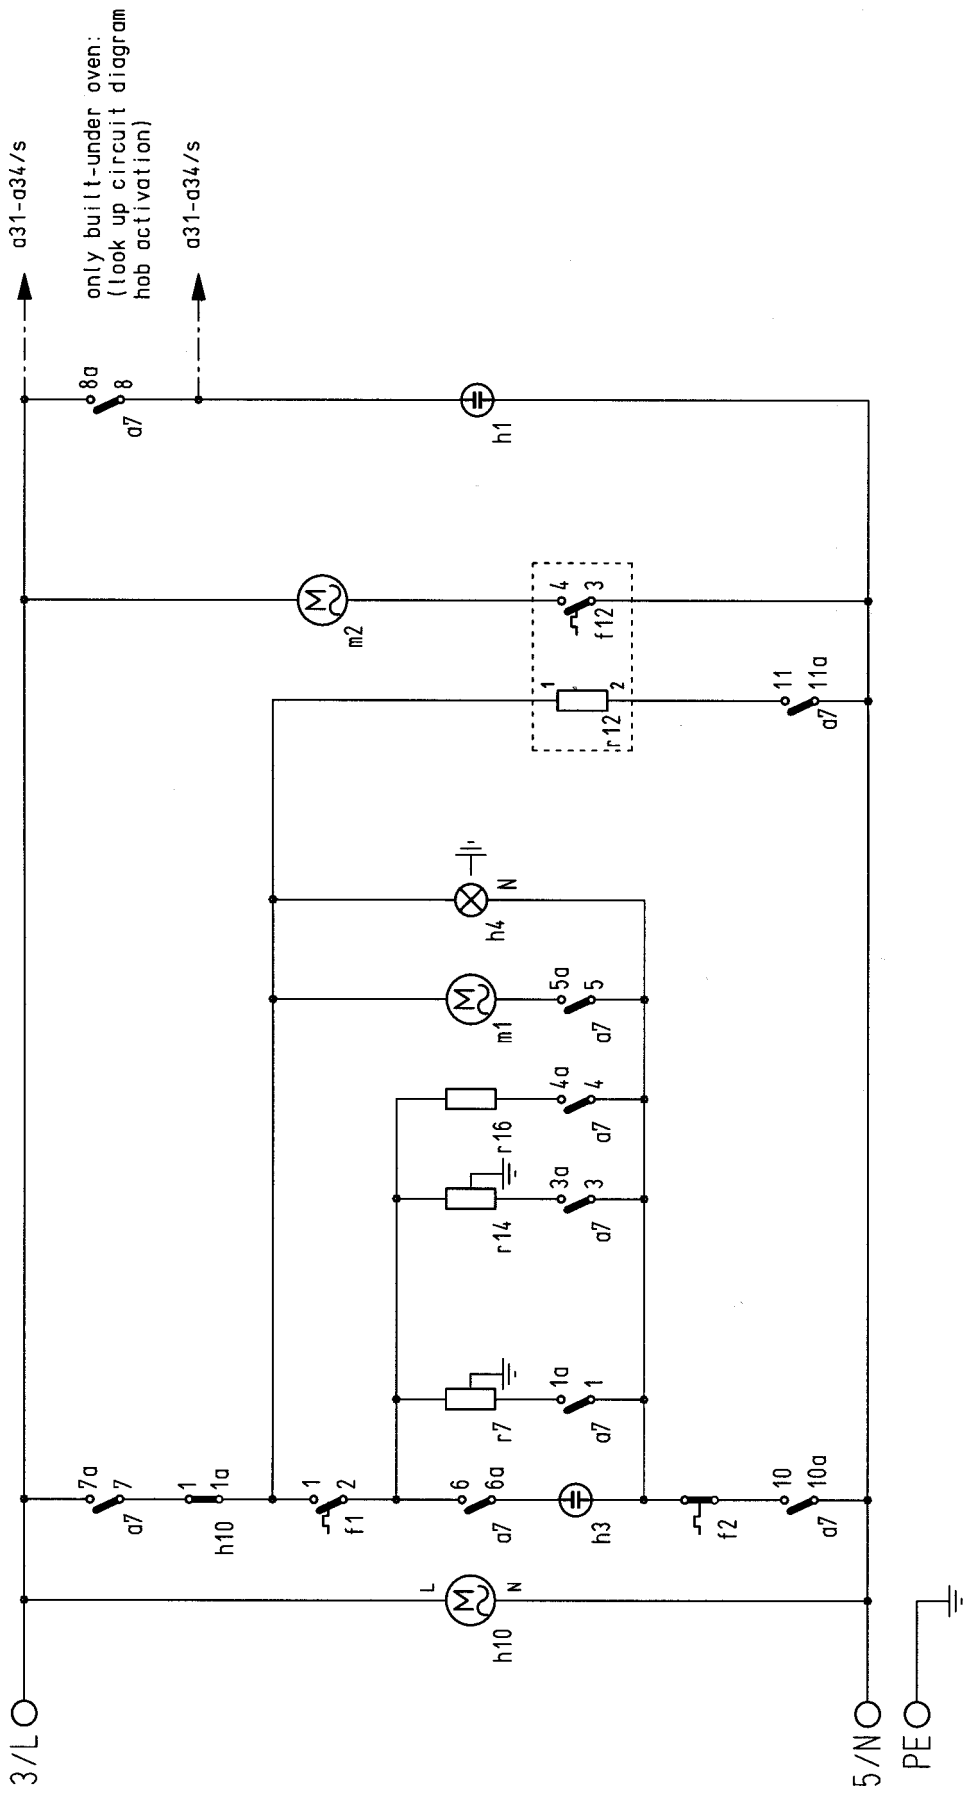 3/L
a31-a34/s
only built-under oven:
(look up circuit diagram
hob activation)
a31-a34/s
8a
8
a7
h1
M
m2
4
3
f12
1
2
r12
11
11a
a7
N
h4
M
m1
5a
5
a7
r16
4a
4
a7
r14
3a
3
a7
r7
1a
1
a7
7a
7
a7
1
1a
h10
1
2
f1
6
6a
a7
h3
f2
10
10a
a7
L
M
N
h10
5/N
PE